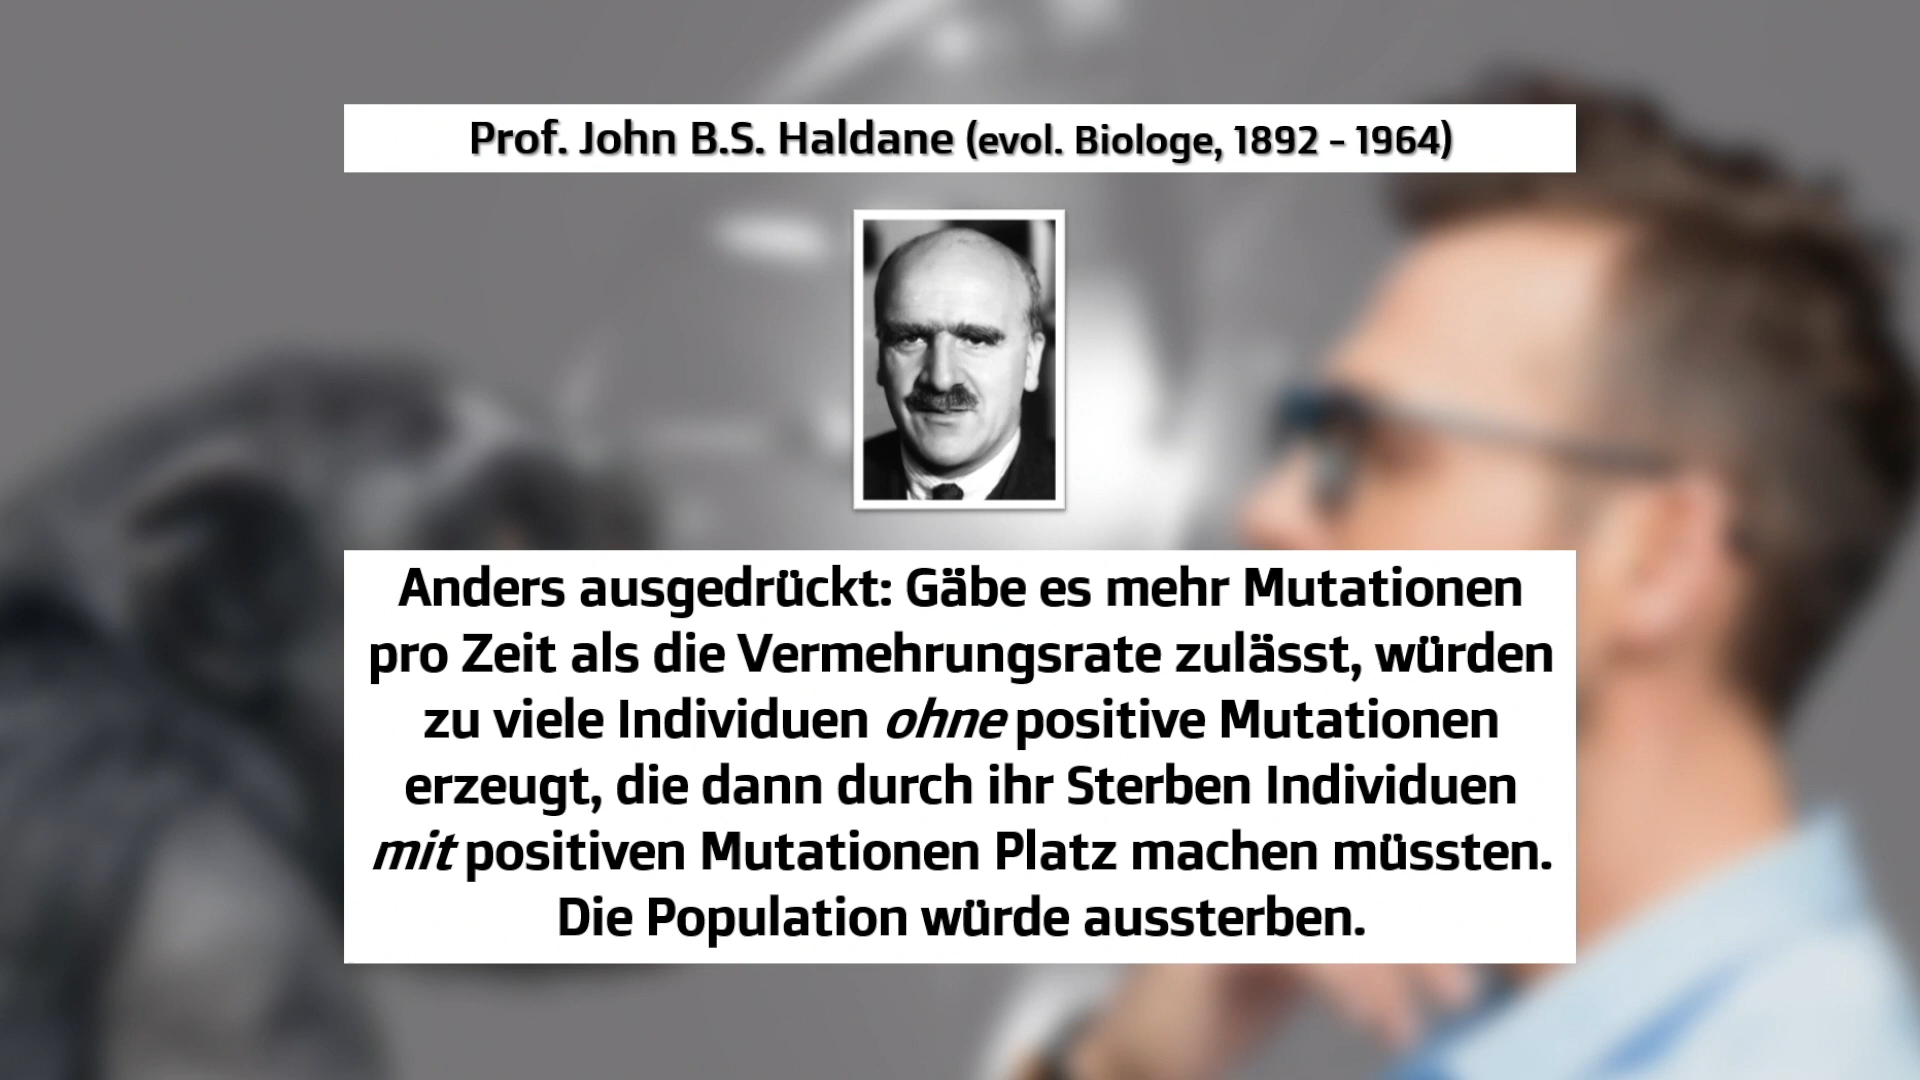 Prof. John B.S. Haldane (evol. Biologe, 1892 – 1964)
Anders ausgedrückt: Gäbe es mehr Mutationen
pro Zeit als die Vermehrungsrate zulässt, würden
zu viele Individuen ohne positive Mutationen
erzeugt, die dann durch ihr Sterben Individuen
mit positiven Mutationen Platz machen müssten.
Die Population würde aussterben.